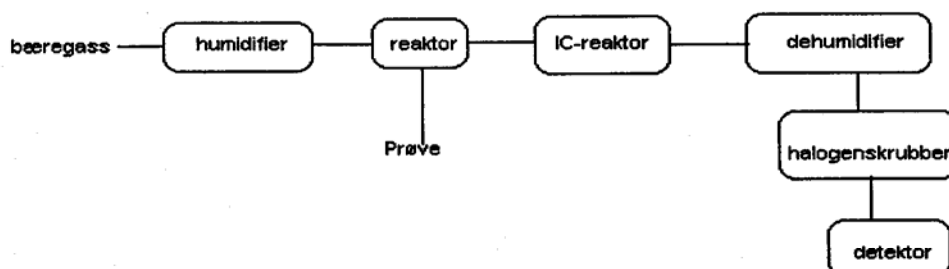 bæregass
humidifier
reaktor
IC-reaktor
dehumidifier
Prøve
halogenskrubber
detektor